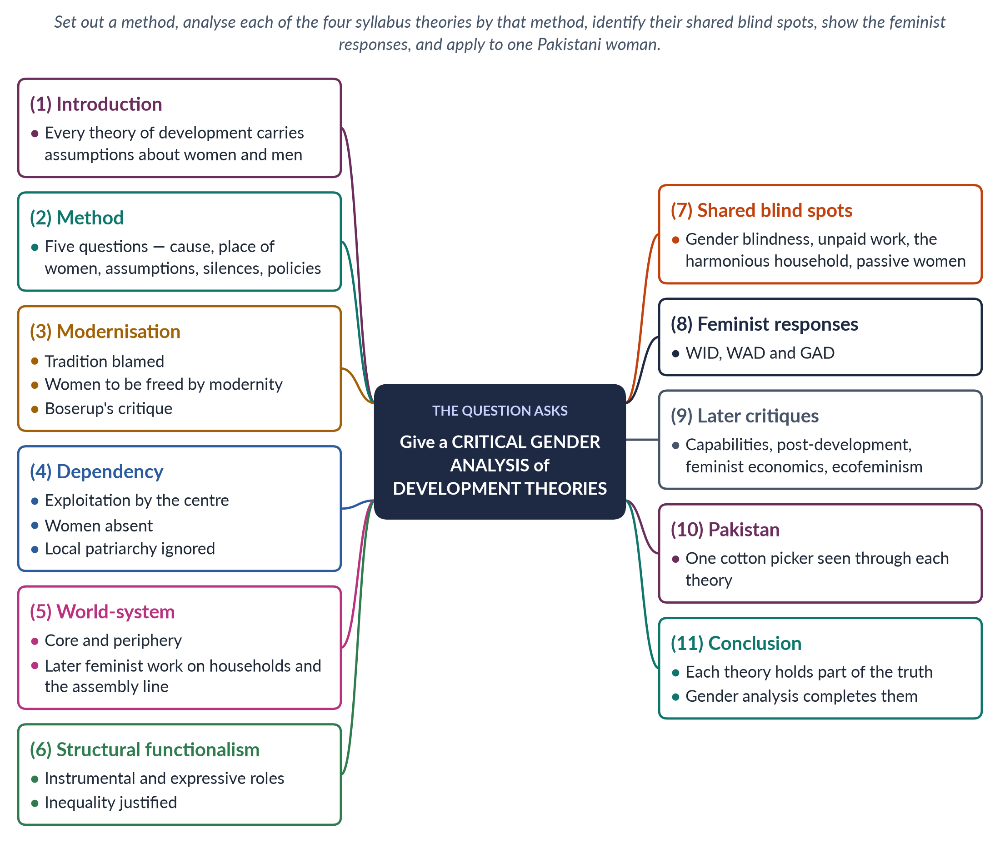 Set out a method, analyse each of the four syllabus theories by that method, identify their shared blind spots, show the feminist
responses, and apply to one Pakistani woman.
(1) Introduction
• Every theory of development carries
assumptions about women and men
(2) Method
• Five questions — cause, place of
women, assumptions, silences, policies
(3) Modernisation
• Tradition blamed
• Women to be freed by modernity
• Boserup's critique
(4) Dependency
• Exploitation by the centre
• Women absent
• Local patriarchy ignored
(5) World-system
• Core and periphery
• Later feminist work on households and
the assembly line
(6) Structural functionalism
• Instrumental and expressive roles
• Inequality justified
THE QUESTION ASKS
Give a CRITICAL GENDER
ANALYSIS of
DEVELOPMENT THEORIES
(7) Shared blind spots
• Gender blindness, unpaid work, the
harmonious household, passive women
(8) Feminist responses
• WID, WAD and GAD
(9) Later critiques
• Capabilities, post-development,
feminist economics, ecofeminism
(10) Pakistan
• One cotton picker seen through each
theory
(11) Conclusion
• Each theory holds part of the truth
• Gender analysis completes them